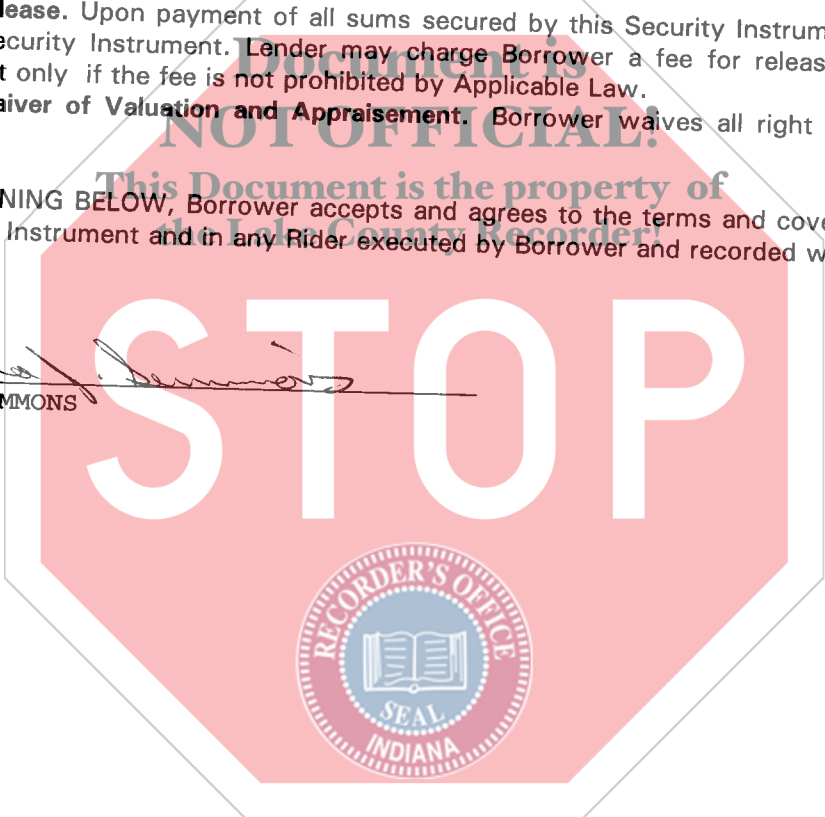 lease. Upon payment of all sums secured by this Security Instrum
ecurity Instrument. Lender may charge Borrower a fee for releas
t only if the fee is not prohibited by Applicable Law.
aiver of Valuation and Appraisement. Borrower waives all right
Document is
NOT OFFICIAL!
This Document is the property of
the Lake County Recorder!
NING BELOW, Borrower accepts and agrees to the terms and cove
Instrument and in any Rider executed by Borrower and recorded w
MMONS
STOP
RECORDER'S OFFICE
SEAL
INDIANA